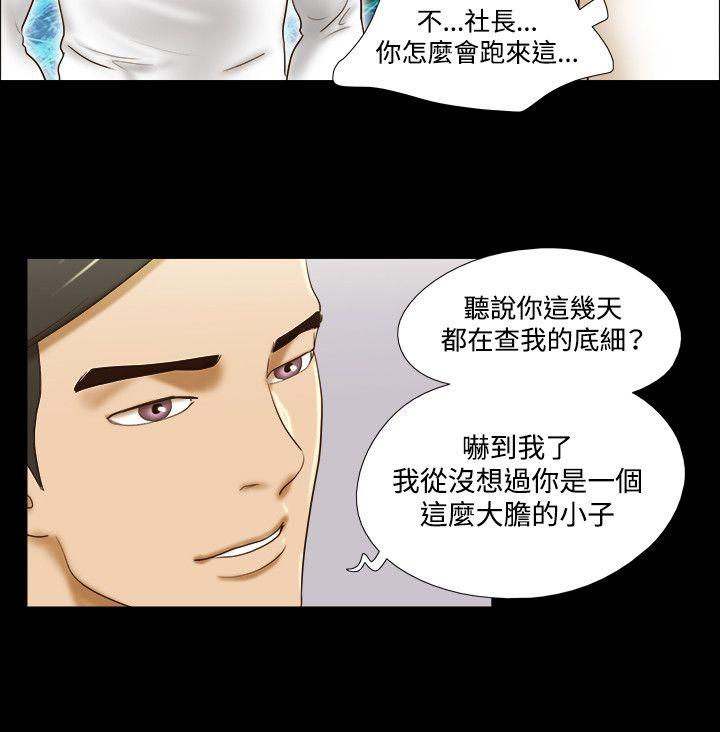 不...社長...
你怎麼會跑來這...
聽說你這幾天
都在查我的底細?
嚇到我了
我從沒想過你是一個
這麼大膽的小子